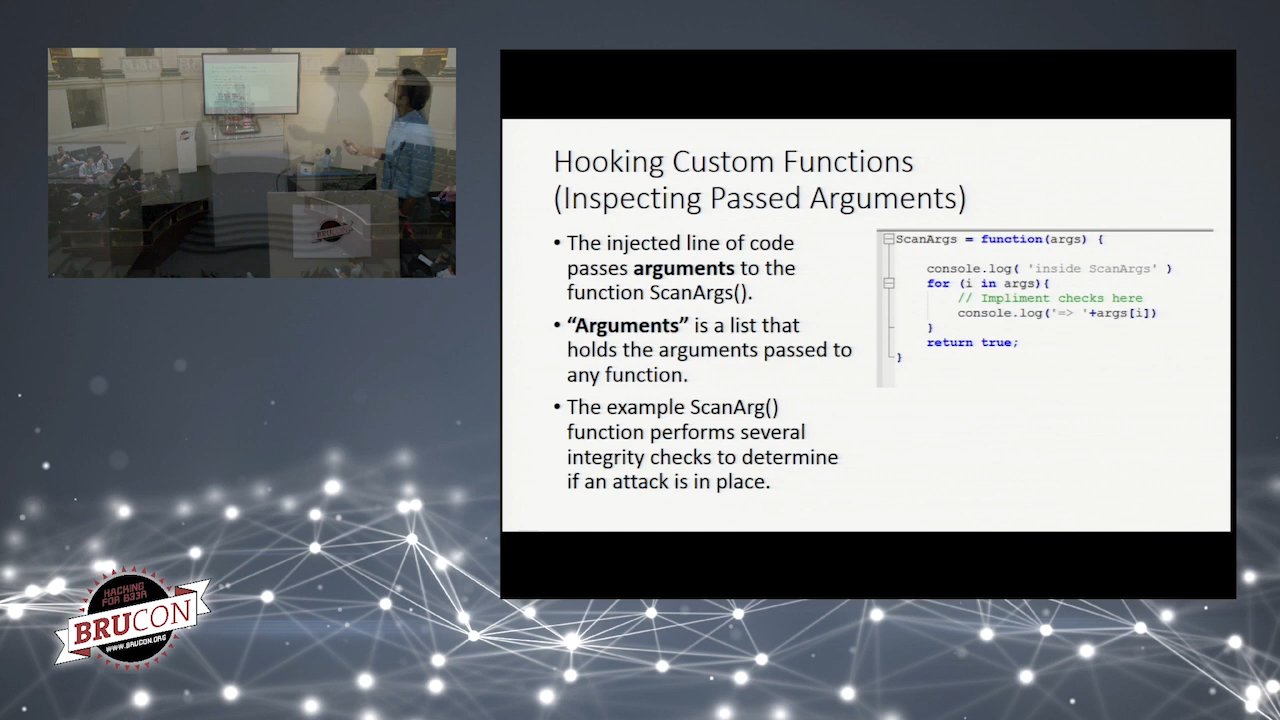 Hooking Custom Functions
(Inspecting Passed Arguments)
• The injected line of code
passes arguments to the
function ScanArgs().
• “Arguments” is a list that
holds the arguments passed to
any function.
• The example ScanArg()
function performs several
integrity checks to determine
if an attack is in place.
ScanArgs = function(args) {
console.log( 'inside ScanArgs' )
for (i in args){
// Impliment checks here
console.log('=> '+args[i])
}
return true;
}
HACKING
FOR B33R
BRUCON
WWW.BRUCON.ORG